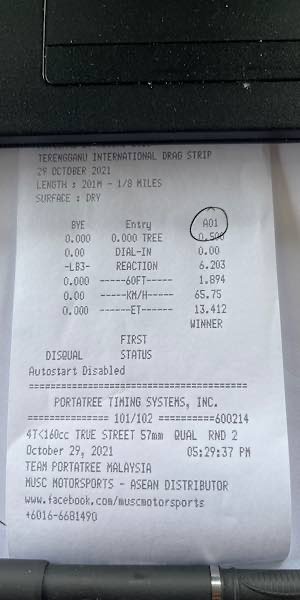 TERENGGANU INTERNATIONAL DRAG STRIP
29 OCTOBER 2021
LENGTH : 201M - 1/8 MILES
SURFACE : DRY
BYE Entry A01
0.000 0.000 TREE 0.500
0.00 DIAL-IN 0.00
-LB3- REACTION 6.203
0.000 ------60FT----- 1.894
0.00 -----KM/H----- 65.75
0.000 ------ET----- 13.412
WINNER
FIRST
DISQUAL STATUS
Autostart Disabled
========================================
PORTATREE TIMING SYSTEMS, INC.
=============== 101/102 ==========600214
4T<160cc TRUE STREET 57mm QUAL RND 2
October 29, 2021 05:29:37 PM
TEAM PORTATREE MALAYSIA
MUSC MOTORSPORTS - ASEAN DISTRIBUTOR
www.facebook.com/muscmotorsports
+6016-6681490